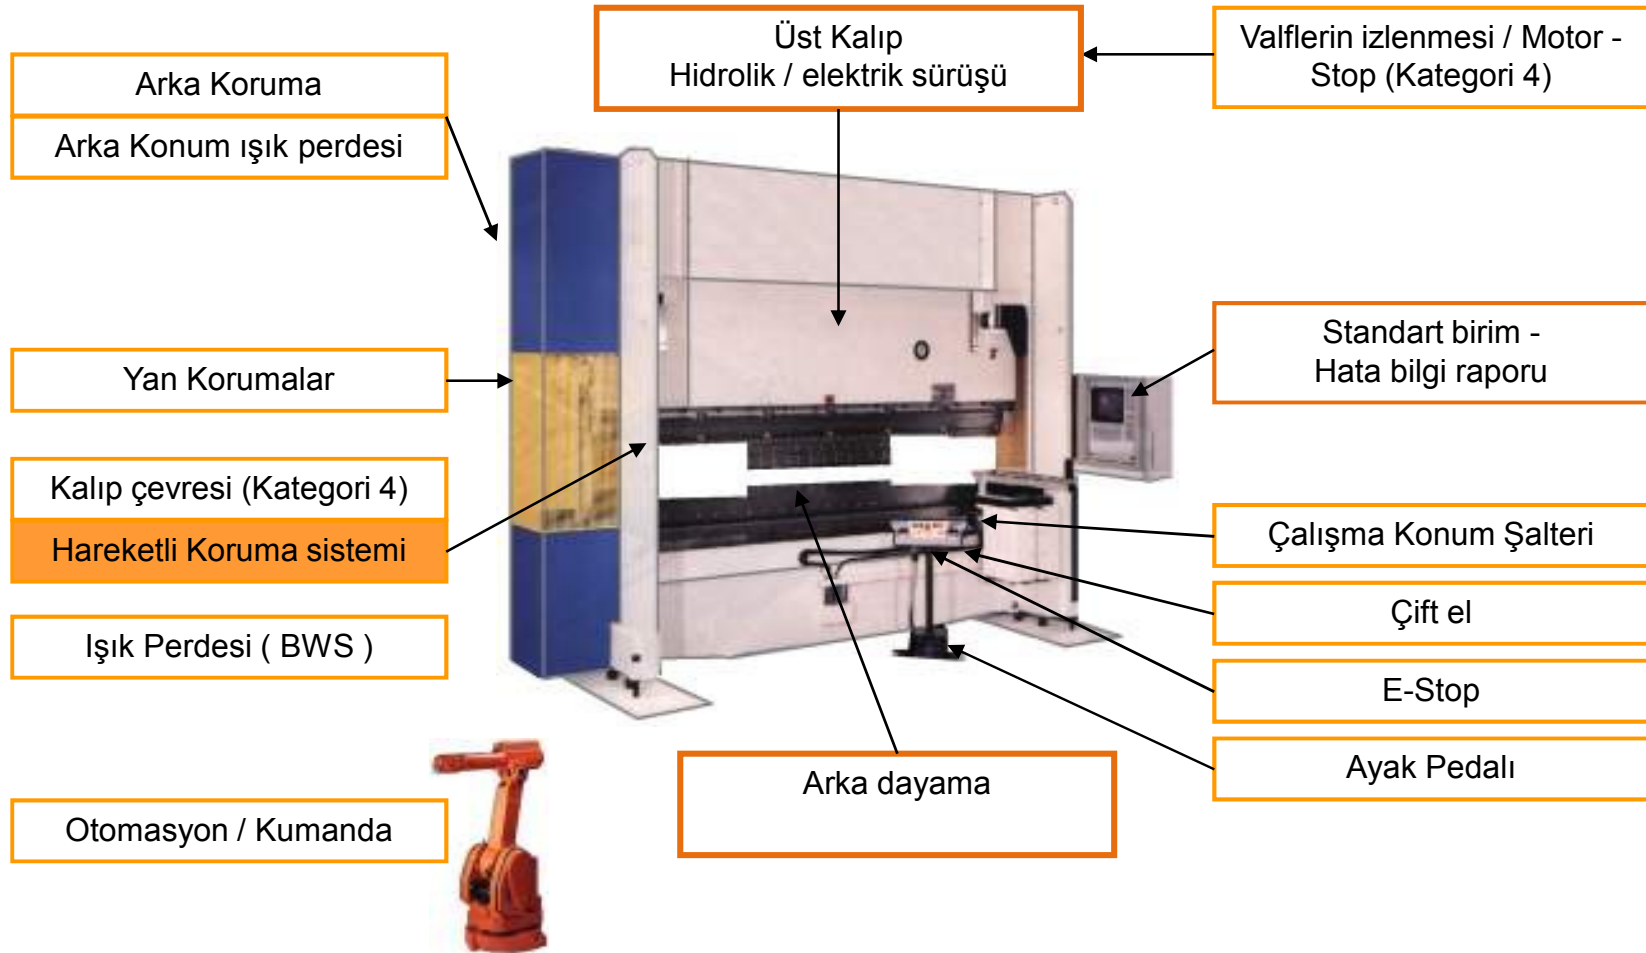 Üst Kalıp
Hidrolik / elektrik sürüşü
Valflerin izlenmesi / Motor -
Stop (Kategori 4)
Arka Koruma
Arka Konum ışık perdesi
Yan Korumalar
Standart birim -
Hata bilgi raporu
Kalıp çevresi (Kategori 4)
Hareketli Koruma sistemi
Işık Perdesi ( BWS )
Çalışma Konum Şalteri
Çift el
E-Stop
Ayak Pedalı
Arka dayama
Otomasyon / Kumanda